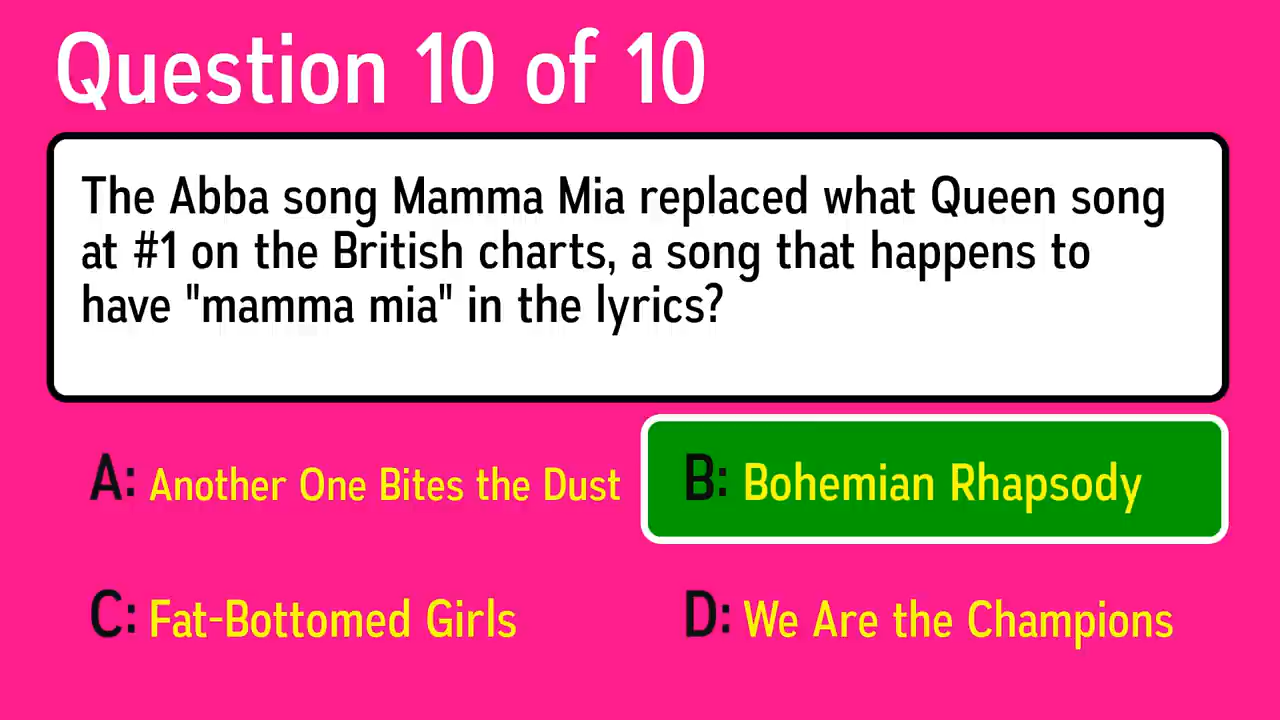 Question 10 of 10
The Abba song Mamma Mia replaced what Queen song
at #1 on the British charts, a song that happens to
have "mamma mia" in the lyrics?
A: Another One Bites the Dust
B: Bohemian Rhapsody
C: Fat-Bottomed Girls
D: We Are the Champions